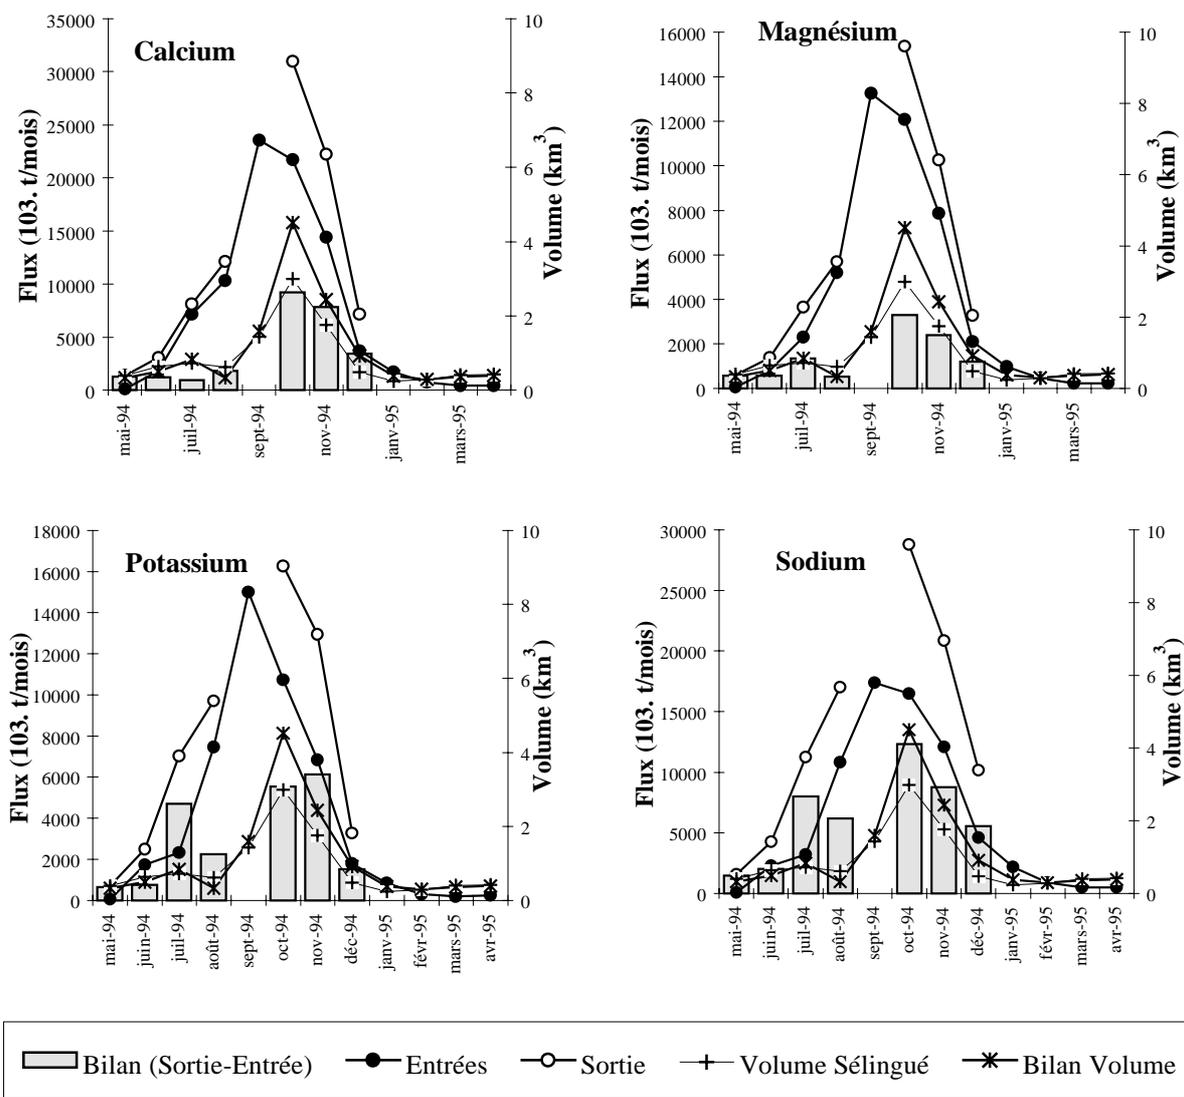 Calcium
35000
30000
25000
20000
15000
10000
5000
0
Flux (103. t/mois)
10
8
6
4
2
0
Volume (km3)
mai-94
juil-94
sept-94
nov-94
janv-95
mars-95
Magnésium
16000
14000
12000
10000
8000
6000
4000
2000
0
Flux (103. t/mois)
10
8
6
4
2
0
Volume (km3)
mai-94
juil-94
sept-94
nov-94
janv-95
mars-95
Potassium
18000
16000
14000
12000
10000
8000
6000
4000
2000
0
Flux (103. t/mois)
10
8
6
4
2
0
Volume (km3)
mai-94
juin-94
juil-94
août-94
sept-94
oct-94
nov-94
déc-94
janv-95
févr-95
mars-95
avr-95
Sodium
30000
25000
20000
15000
10000
5000
0
Flux (103. t/mois)
10
8
6
4
2
0
Volume (km3)
mai-94
juin-94
juil-94
août-94
sept-94
oct-94
nov-94
déc-94
janv-95
févr-95
mars-95
avr-95
Bilan (Sortie-Entrée) Entrées Sortie Volume Sélingué Bilan Volume